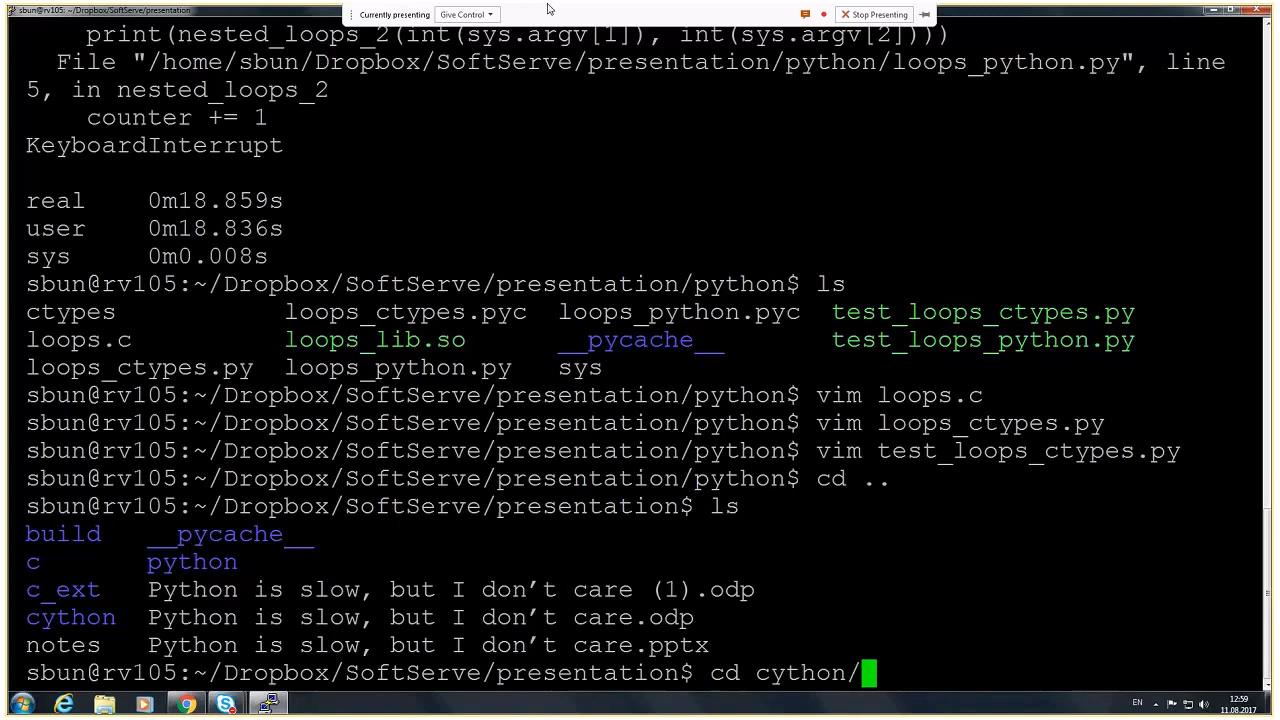 sbun@rv105: ~/Dropbox/SoftServe/presentation
Currently presenting Give Control Stop Presenting
print(nested_loops_2(int(sys.argv[1]), int(sys.argv[2])))
File "/home/sbun/Dropbox/SoftServe/presentation/python/loops_python.py", line
5, in nested_loops_2
counter += 1
KeyboardInterrupt
real 0m18.859s
user 0m18.836s
sys 0m0.008s
sbun@rv105:~/Dropbox/SoftServe/presentation/python$ ls
ctypes loops_ctypes.pyc loops_python.pyc test_loops_ctypes.py
loops.c loops_lib.so __pycache__ test_loops_python.py
loops_ctypes.py loops_python.py sys
sbun@rv105:~/Dropbox/SoftServe/presentation/python$ vim loops.c
sbun@rv105:~/Dropbox/SoftServe/presentation/python$ vim loops_ctypes.py
sbun@rv105:~/Dropbox/SoftServe/presentation/python$ vim test_loops_ctypes.py
sbun@rv105:~/Dropbox/SoftServe/presentation/python$ cd ..
sbun@rv105:~/Dropbox/SoftServe/presentation$ ls
build __pycache__
c python
c_ext Python is slow, but I don’t care (1).odp
cython Python is slow, but I don’t care.odp
notes Python is slow, but I don’t care.pptx
sbun@rv105:~/Dropbox/SoftServe/presentation$ cd cython/
EN 12:59
11.08.2017